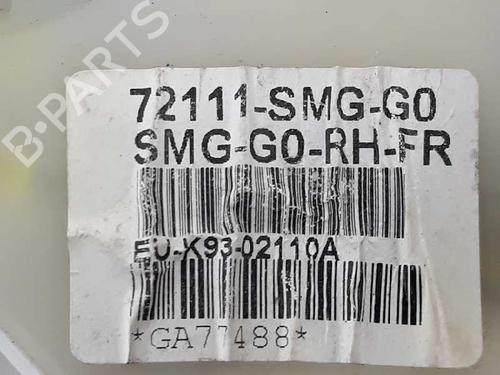 B-PARTS
72111-SMG-G0
SMG-G0-RH-FR
EU-K93-02110A
*GA77488*